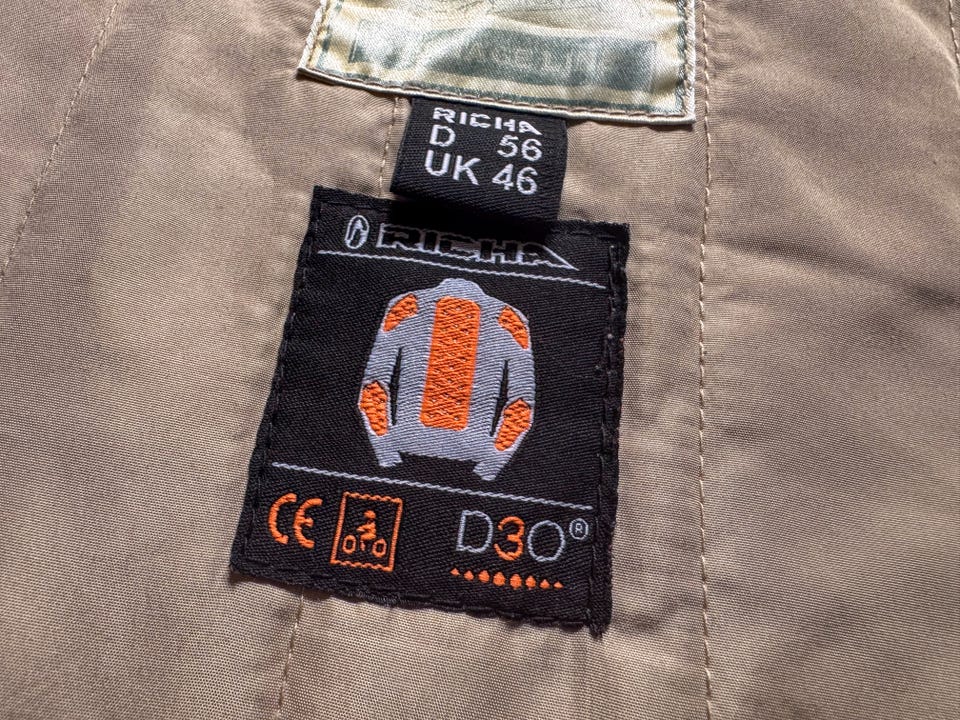 RICHA
D 56
UK 46
RICHA
CE
D3O®